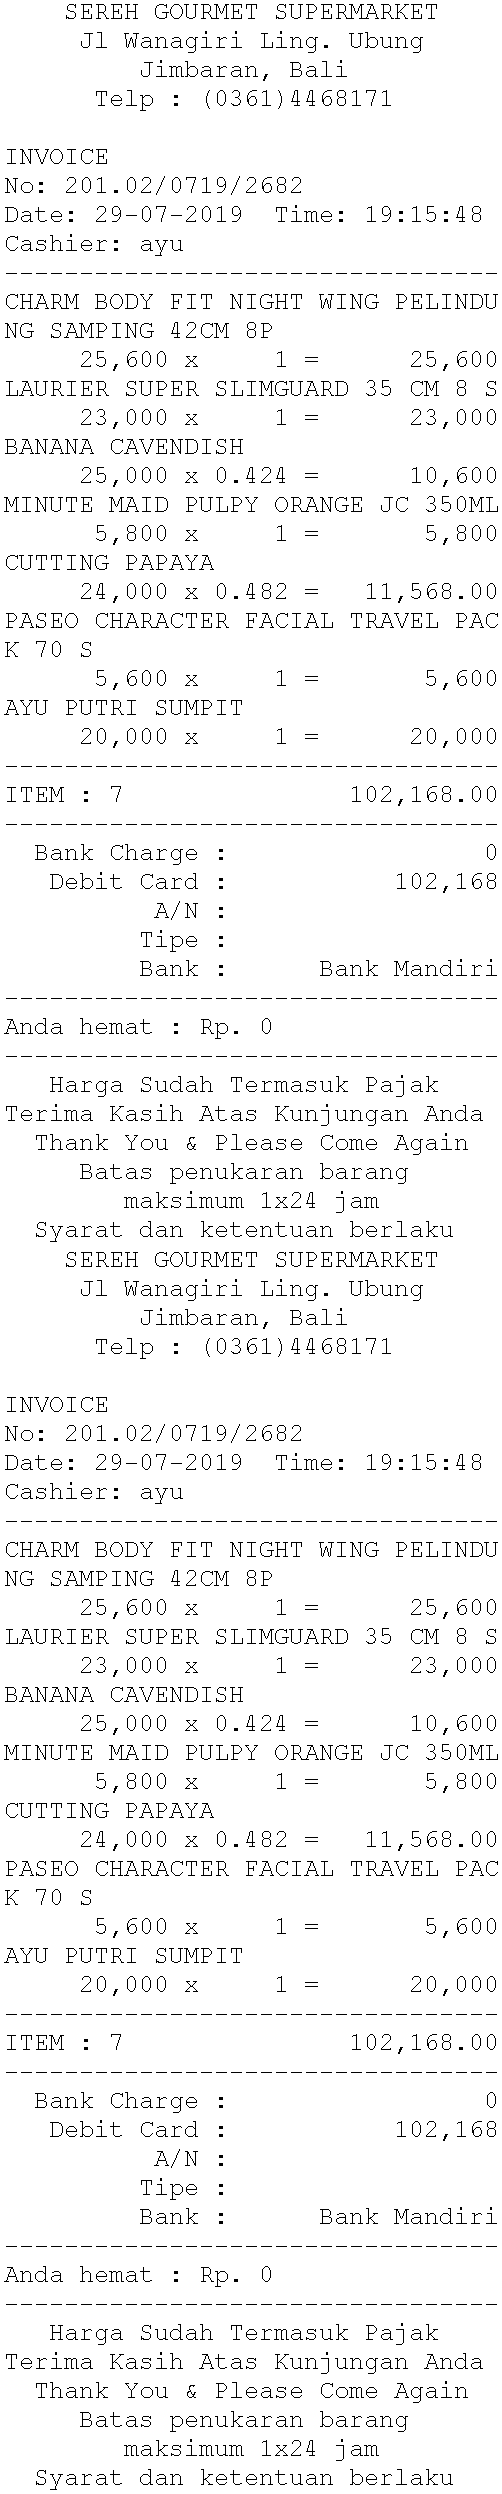 SEREH GOURMET SUPERMARKET
Jl Wanagiri Ling. Ubung
Jimbaran, Bali
Telp : (0361)4468171
INVOICE
No: 201.02/0719/2682
Date: 29-07-2019  Time: 19:15:48
Cashier: ayu
---------------------------------
CHARM BODY FIT NIGHT WING PELINDU
NG SAMPING 42CM 8P
25,600 x     1 =      25,600
LAURIER SUPER SLIMGUARD 35 CM 8 S
23,000 x     1 =      23,000
BANANA CAVENDISH
25,000 x 0.424 =      10,600
MINUTE MAID PULPY ORANGE JC 350ML
5,800 x     1 =       5,800
CUTTING PAPAYA
24,000 x 0.482 =   11,568.00
PASEO CHARACTER FACIAL TRAVEL PAC
K 70 S
5,600 x     1 =       5,600
AYU PUTRI SUMPIT
20,000 x     1 =      20,000
---------------------------------
ITEM : 7               102,168.00
---------------------------------
Bank Charge :                 0
Debit Card :           102,168
A/N :
Tipe :
Bank :      Bank Mandiri
---------------------------------
Anda hemat : Rp. 0
---------------------------------
Harga Sudah Termasuk Pajak
Terima Kasih Atas Kunjungan Anda
Thank You & Please Come Again
Batas penukaran barang
maksimum 1x24 jam
Syarat dan ketentuan berlaku
SEREH GOURMET SUPERMARKET
Jl Wanagiri Ling. Ubung
Jimbaran, Bali
Telp : (0361)4468171
INVOICE
No: 201.02/0719/2682
Date: 29-07-2019  Time: 19:15:48
Cashier: ayu
---------------------------------
CHARM BODY FIT NIGHT WING PELINDU
NG SAMPING 42CM 8P
25,600 x     1 =      25,600
LAURIER SUPER SLIMGUARD 35 CM 8 S
23,000 x     1 =      23,000
BANANA CAVENDISH
25,000 x 0.424 =      10,600
MINUTE MAID PULPY ORANGE JC 350ML
5,800 x     1 =       5,800
CUTTING PAPAYA
24,000 x 0.482 =   11,568.00
PASEO CHARACTER FACIAL TRAVEL PAC
K 70 S
5,600 x     1 =       5,600
AYU PUTRI SUMPIT
20,000 x     1 =      20,000
---------------------------------
ITEM : 7               102,168.00
---------------------------------
Bank Charge :                 0
Debit Card :           102,168
A/N :
Tipe :
Bank :      Bank Mandiri
---------------------------------
Anda hemat : Rp. 0
---------------------------------
Harga Sudah Termasuk Pajak
Terima Kasih Atas Kunjungan Anda
Thank You & Please Come Again
Batas penukaran barang
maksimum 1x24 jam
Syarat dan ketentuan berlaku